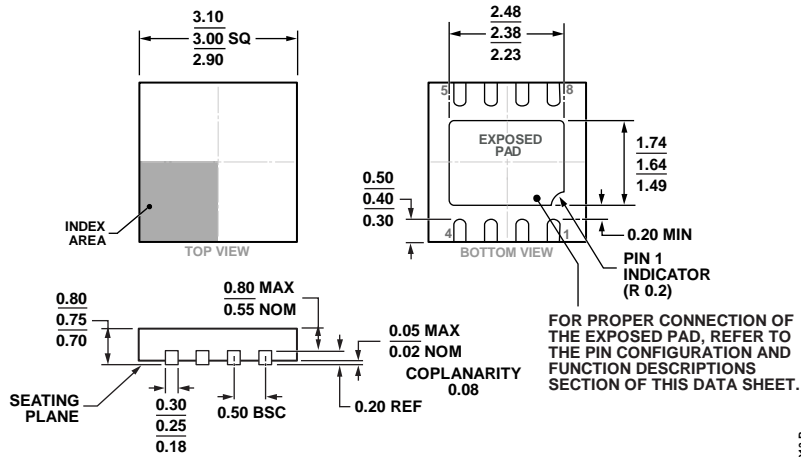 3.10
3.00 SQ
2.90
INDEX
AREA
TOP VIEW
2.48
2.38
2.23
5
8
EXPOSED
PAD
1.74
1.64
1.49
0.50
0.40
0.30
4
1
BOTTOM VIEW
0.20 MIN
PIN 1
INDICATOR
(R 0.2)
FOR PROPER CONNECTION OF
THE EXPOSED PAD, REFER TO
THE PIN CONFIGURATION AND
FUNCTION DESCRIPTIONS
SECTION OF THIS DATA SHEET.
0.80
0.75
0.70
0.80 MAX
0.55 NOM
0.05 MAX
0.02 NOM
COPLANARITY
0.08
SEATING
PLANE
0.30
0.25
0.18
0.50 BSC
0.20 REF